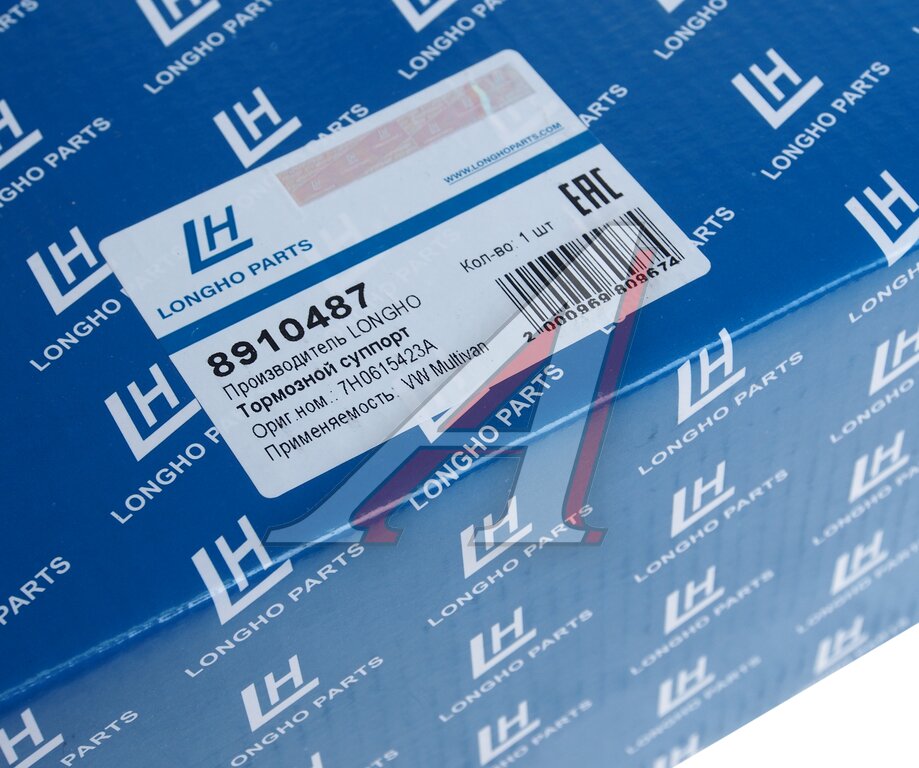 WWW.LONGHOPARTS.COM
LH
LONGHO PARTS
EAC
8910487
Кол-во: 1 шт
Производитель LONGHO
Тормозной суппорт
Ориг.ном.: 7H0615423A
Применяемость: VW Multivan
2 000969 809674
LH
LONGHO PARTS